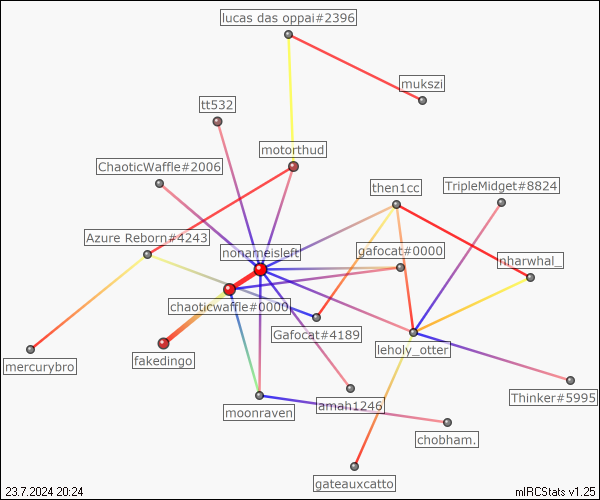 lucas das oppai#2396
mukszi
tt532
motorthud
ChaoticWaffle#2006
then1cc
TripleMidget#8824
Azure Reborn#4243
nonameisleft
gafocat#0000
nharwhal_
chaoticwaffle#0000
Gafocat#4189
leholy_otter
mercurybro
fakedingo
moonraven
amah1246
Thinker#5995
chobham.
gateauxcatto
23.7.2024 20:24
mIRCStats v1.25